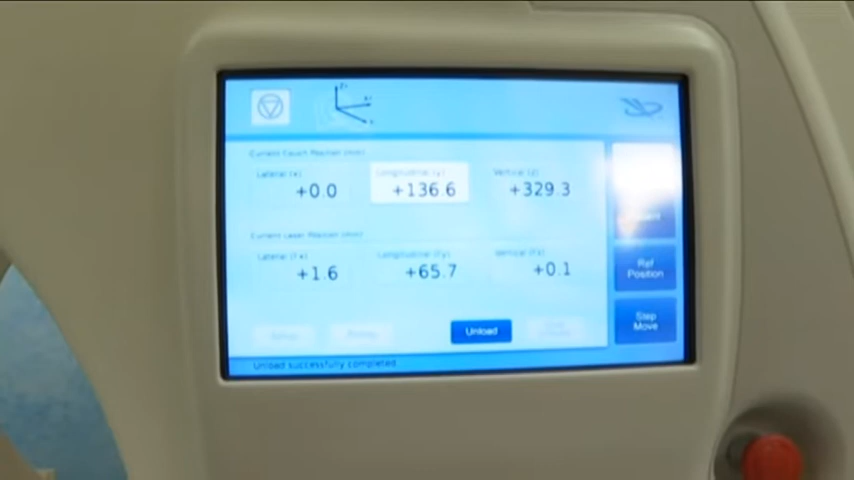 Current Couch Position (mm)
Lateral (x) Longitudinal (y) Vertical (z)
+0.0 +136.6 +329.3
Current Laser Position (mm)
Lateral (Fx) Longitudinal (Fy) Vertical (Fz)
+1.6 +65.7 +0.1
Ref
Position
Unload
Step
Move
Unload successfully completed